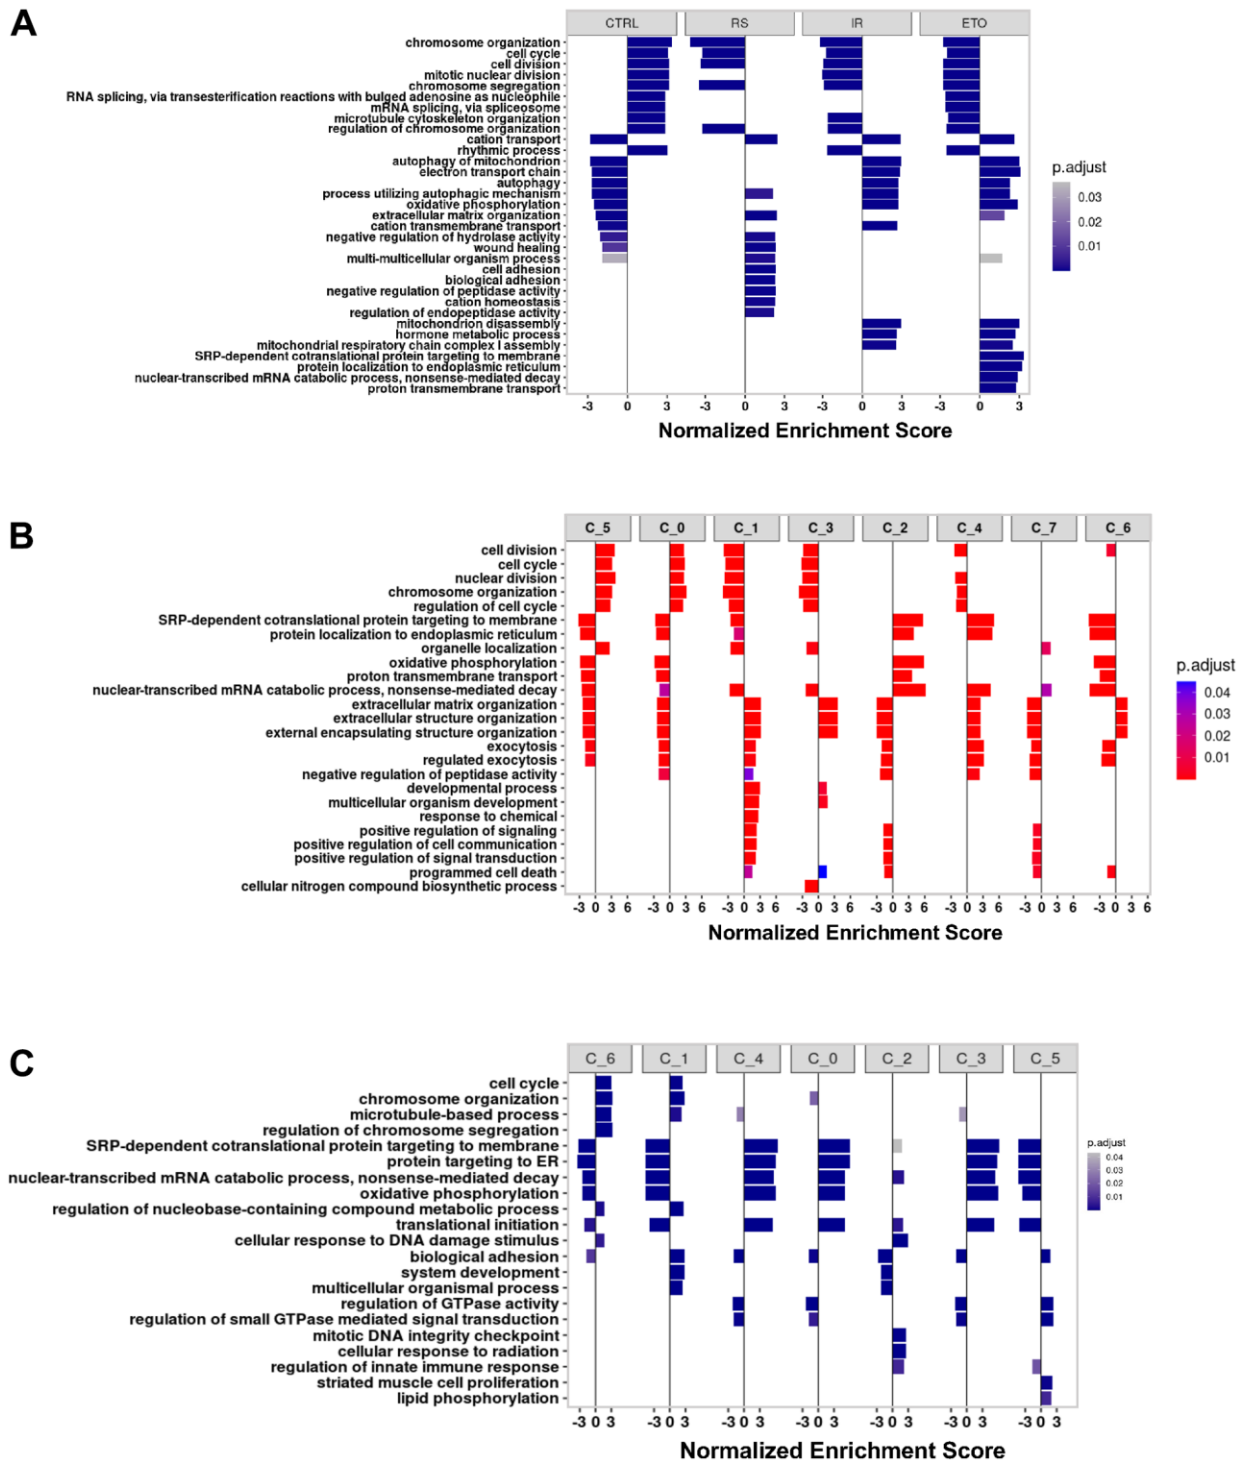 A
CTRL RS IR ETO
chromosome organization
cell cycle
cell division
mitotic nuclear division
chromosome segregation
RNA splicing, via transesterification reactions with bulged adenosine as nucleophile
mRNA splicing, via spliceosome
microtubule cytoskeleton organization
regulation of chromosome organization
cation transport
rhythmic process
autophagy of mitochondrion
electron transport chain
autophagy
process utilizing autophagic mechanism
oxidative phosphorylation
extracellular matrix organization
cation transmembrane transport
negative regulation of hydrolase activity
wound healing
multi-multicellular organism process
cell adhesion
biological adhesion
negative regulation of peptidase activity
cation homeostasis
regulation of endopeptidase activity
mitochondrion disassembly
hormone metabolic process
mitochondrial respiratory chain complex I assembly
SRP-dependent cotranslational protein targeting to membrane
protein localization to endoplasmic reticulum
nuclear-transcribed mRNA catabolic process, nonsense-mediated decay
proton transmembrane transport
-3 0 3 -3 0 3 -3 0 3 -3 0 3
Normalized Enrichment Score
p.adjust
0.03
0.02
0.01
B
C_5 C_0 C_1 C_3 C_2 C_4 C_7 C_6
cell division
cell cycle
nuclear division
chromosome organization
regulation of cell cycle
SRP-dependent cotranslational protein targeting to membrane
protein localization to endoplasmic reticulum
organelle localization
oxidative phosphorylation
proton transmembrane transport
nuclear-transcribed mRNA catabolic process, nonsense-mediated decay
extracellular matrix organization
extracellular structure organization
external encapsulating structure organization
exocytosis
regulated exocytosis
negative regulation of peptidase activity
developmental process
multicellular organism development
response to chemical
positive regulation of signaling
positive regulation of cell communication
positive regulation of signal transduction
programmed cell death
cellular nitrogen compound biosynthetic process
-3 0 3 6 -3 0 3 6 -3 0 3 6 -3 0 3 6 -3 0 3 6 -3 0 3 6 -3 0 3 6 -3 0 3 6
Normalized Enrichment Score
p.adjust
0.04
0.03
0.02
0.01
C
C_6 C_1 C_4 C_0 C_2 C_3 C_5
cell cycle
chromosome organization
microtubule-based process
regulation of chromosome segregation
SRP-dependent cotranslational protein targeting to membrane
protein targeting to ER
nuclear-transcribed mRNA catabolic process, nonsense-mediated decay
oxidative phosphorylation
regulation of nucleobase-containing compound metabolic process
translational initiation
cellular response to DNA damage stimulus
biological adhesion
system development
multicellular organismal process
regulation of GTPase activity
regulation of small GTPase mediated signal transduction
mitotic DNA integrity checkpoint
cellular response to radiation
regulation of innate immune response
striated muscle cell proliferation
lipid phosphorylation
-3 0 3 -3 0 3 -3 0 3 -3 0 3 -3 0 3 -3 0 3 -3 0 3
Normalized Enrichment Score
p.adjust
0.04
0.03
0.02
0.01